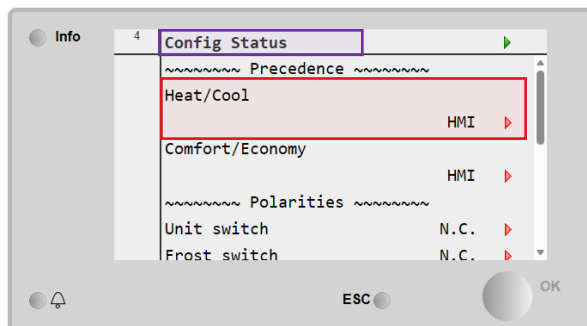 Info
4
Config Status
~~~~~~~~ Precedence ~~~~~~~~
Heat/Cool
HMI
Comfort/Economy
HMI
~~~~~~~~ Polarities ~~~~~~~~
Unit switch N.C.
Frost switch N.C.
ESC
OK